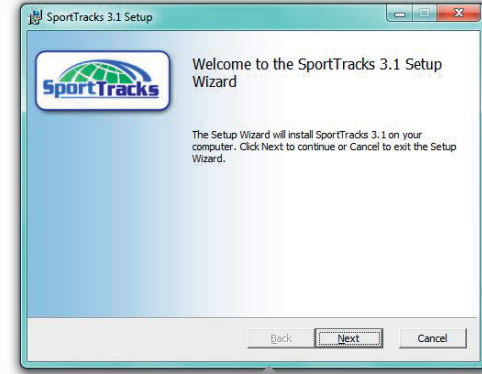 SportTracks 3.1 Setup
SportTracks
Welcome to the SportTracks 3.1 Setup
Wizard
The Setup Wizard will install SportTracks 3.1 on your
computer. Click Next to continue or Cancel to exit the Setup
Wizard.
Back Next Cancel